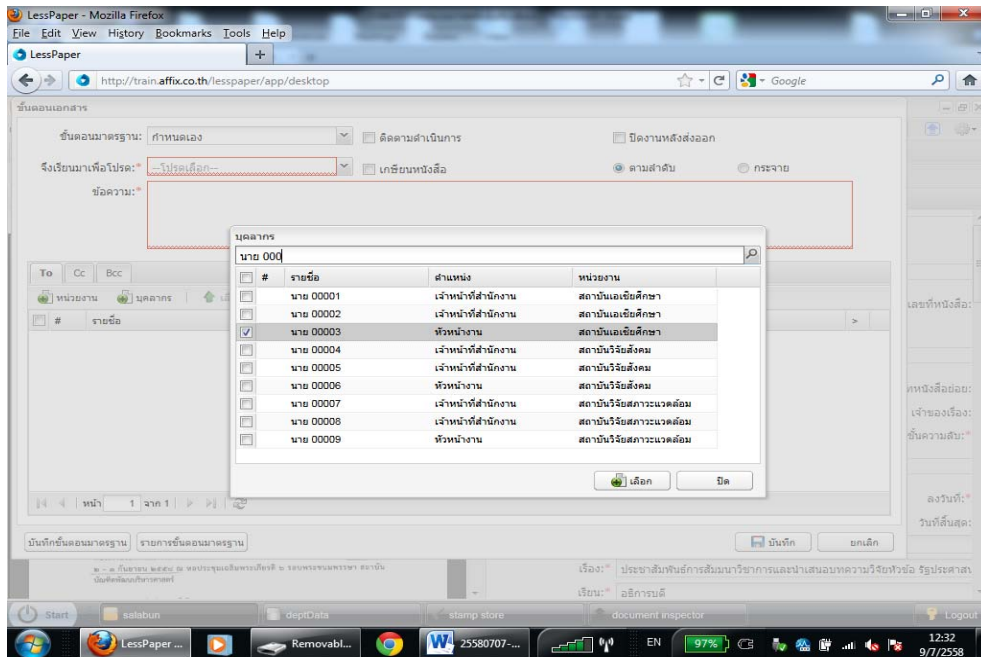 LessPaper - Mozilla Firefox
File Edit View History Bookmarks Tools Help
LessPaper +
http://train.affix.co.th/lesspaper/app/desktop
Google
ขั้นตอนเอกสาร
ขั้นตอนมาตรฐาน: กำหนดเอง ติดตามดำเนินการ ปิดงานหลังส่งออก
จึงเรียนมาเพื่อโปรด:* --โปรดเลือก-- เกษียนหนังสือ ตามลำดับ กระจาย
ข้อความ:*
บุคลากร
นาย 000
# รายชื่อ ตำแหน่ง หน่วยงาน
นาย 00001 เจ้าหน้าที่สำนักงาน สถาบันเอเชียศึกษา
นาย 00002 เจ้าหน้าที่สำนักงาน สถาบันเอเชียศึกษา
นาย 00003 หัวหน้างาน สถาบันเอเชียศึกษา
นาย 00004 เจ้าหน้าที่สำนักงาน สถาบันวิจัยสังคม
นาย 00005 เจ้าหน้าที่สำนักงาน สถาบันวิจัยสังคม
นาย 00006 หัวหน้างาน สถาบันวิจัยสังคม
นาย 00007 เจ้าหน้าที่สำนักงาน สถาบันวิจัยสภาวะแวดล้อม
นาย 00008 เจ้าหน้าที่สำนักงาน สถาบันวิจัยสภาวะแวดล้อม
นาย 00009 หัวหน้างาน สถาบันวิจัยสภาวะแวดล้อม
เลือก ปิด
To Cc Bcc
หน่วยงาน บุคลากร
# รายชื่อ >
เลขที่หนังสือ:
เจ้าของเรื่อง:
ชั้นความลับ:*
ลงวันที่:*
วันที่สิ้นสุด:
หน้า 1 จาก 1
บันทึกขั้นตอนมาตรฐาน รายการขั้นตอนมาตรฐาน บันทึก ยกเลิก
เรื่อง:* ประชาสัมพันธ์การสัมมนาวิชาการและนำเสนอบทความวิจัยหัวข้อ รัฐประศาสน
เรียน:* อธิการบดี
Start salabun deptData stamp store document inspector Logout
LessPaper ... Removabl... 25580707-... EN 97% 12:32
9/7/2558